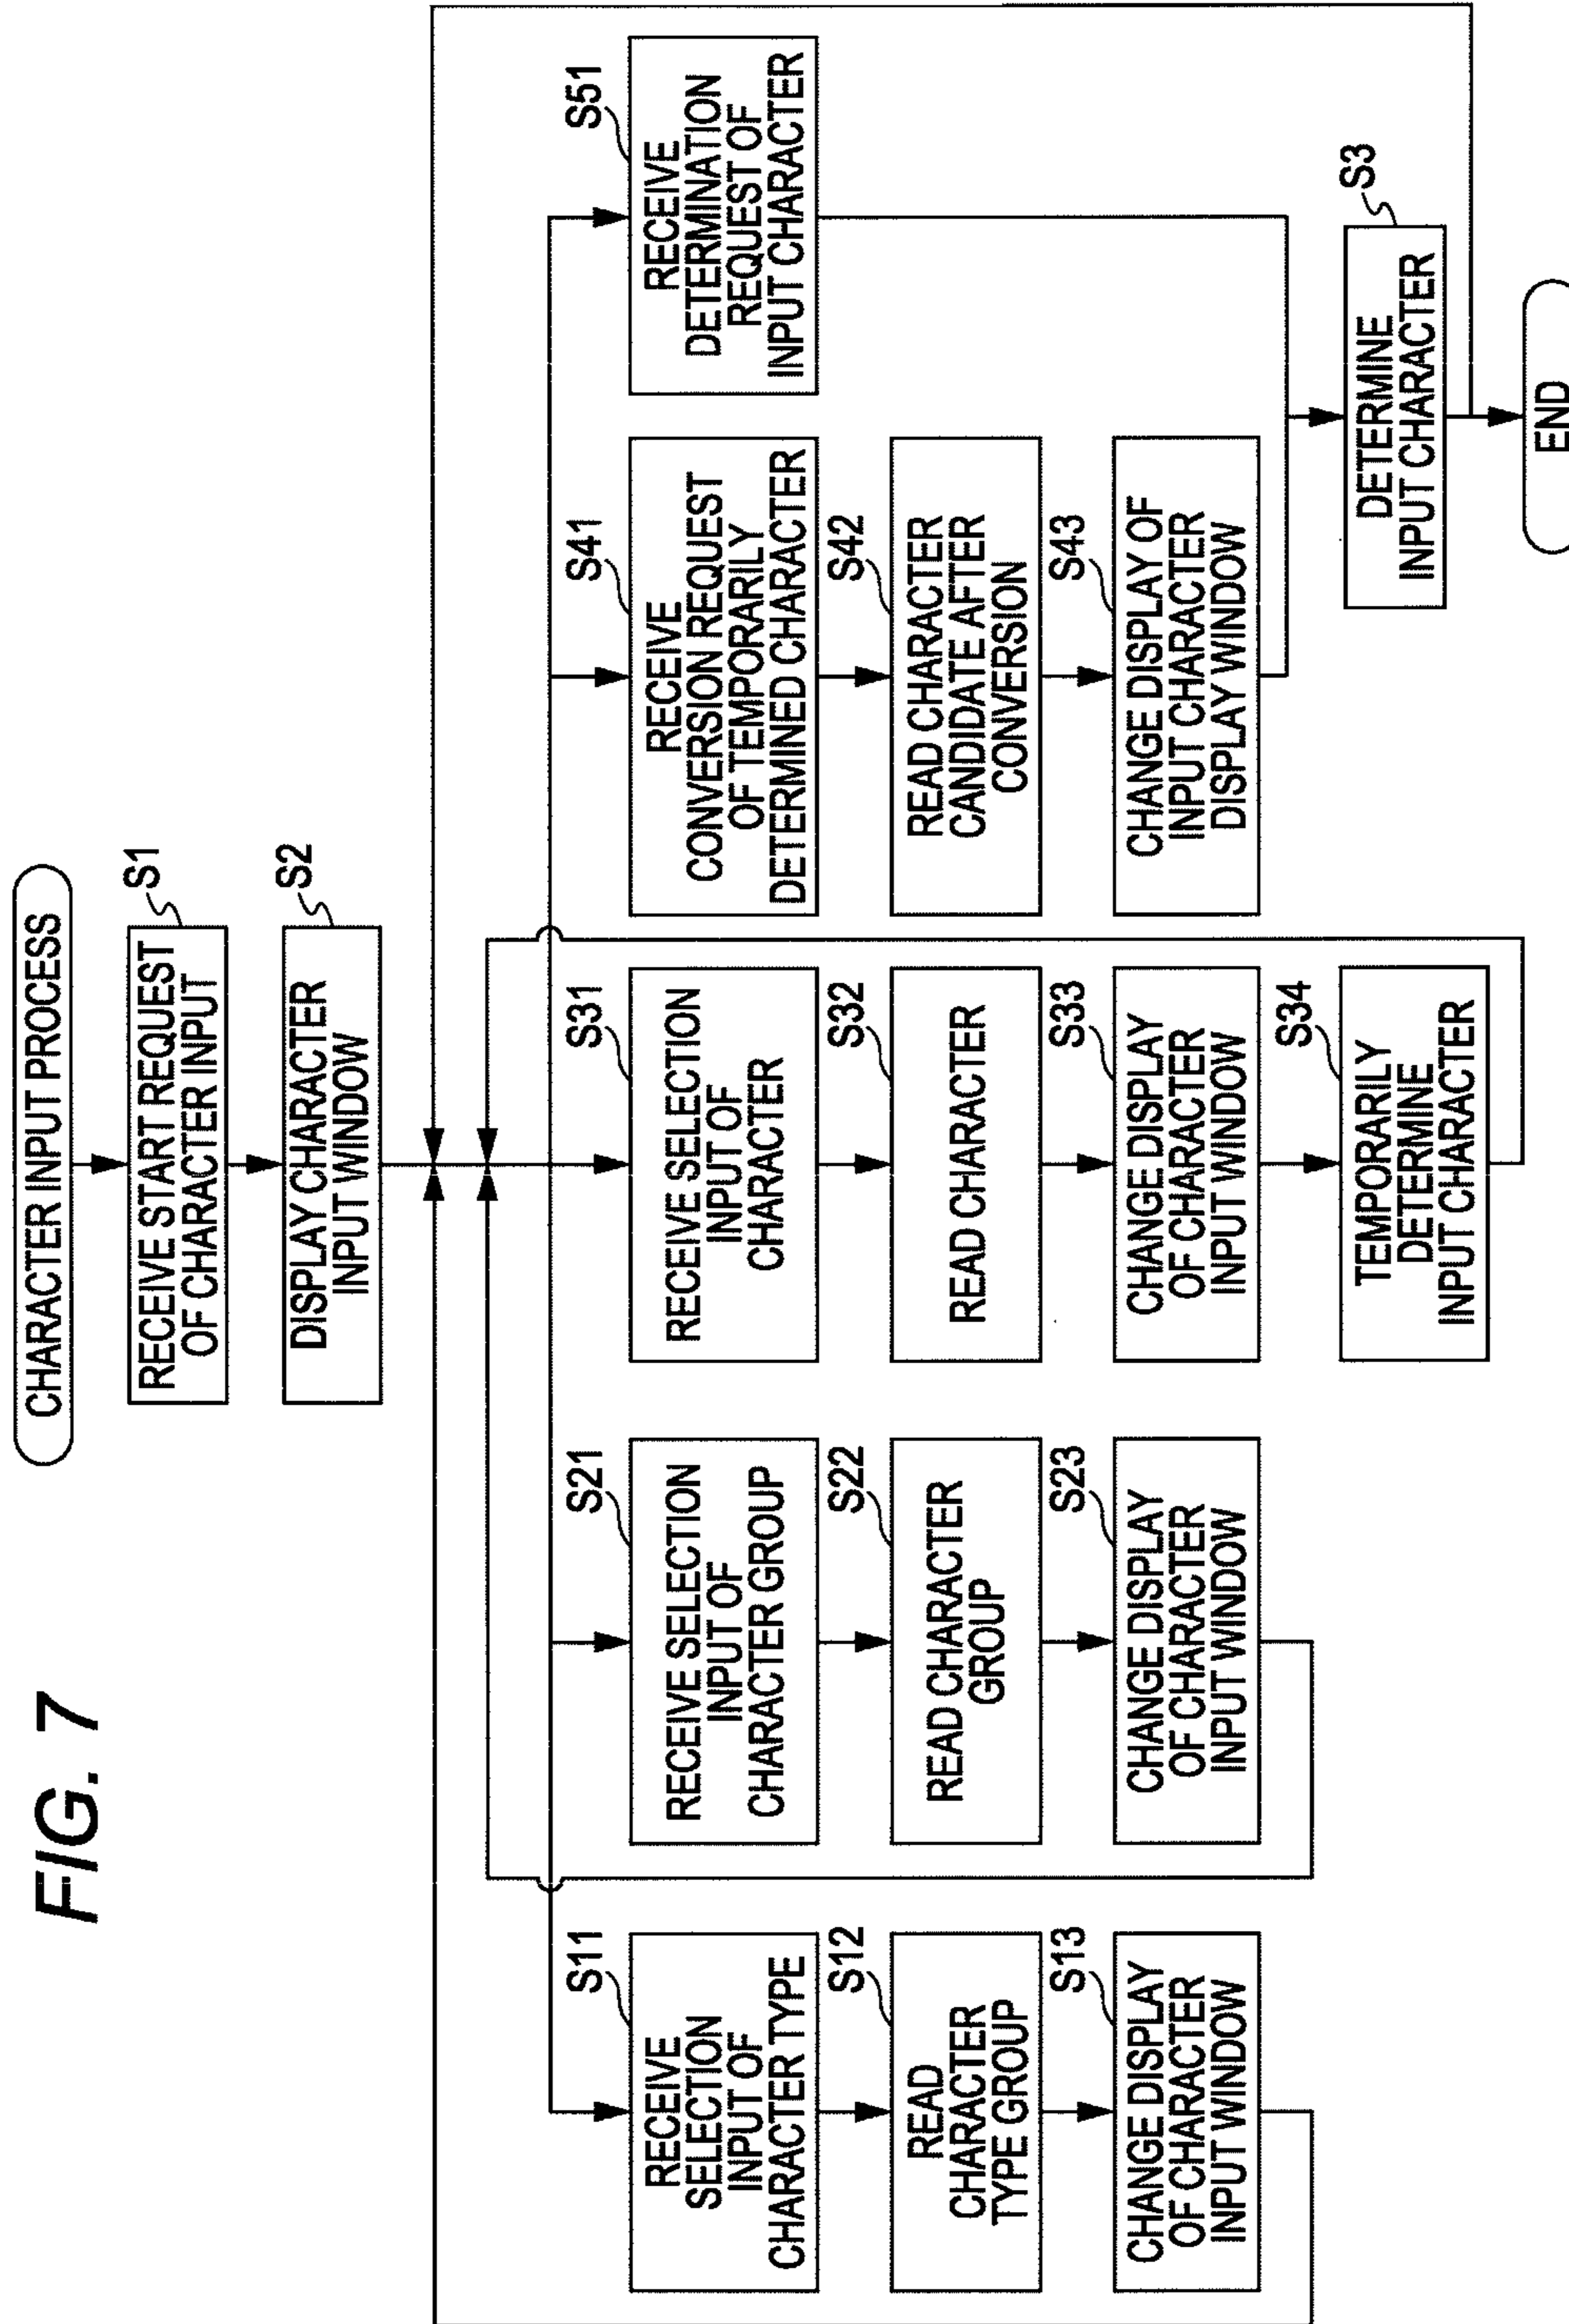 FIG. 7
CHARACTER INPUT PROCESS
S1
RECEIVE START REQUEST
OF CHARACTER INPUT
S2
DISPLAY CHARACTER
INPUT WINDOW
S11
RECEIVE
SELECTION
INPUT OF
CHARACTER TYPE
S12
READ
CHARACTER
TYPE GROUP
S13
CHANGE DISPLAY
OF CHARACTER
INPUT WINDOW
S21
RECEIVE SELECTION
INPUT OF
CHARACTER GROUP
S22
READ CHARACTER
GROUP
S23
CHANGE DISPLAY
OF CHARACTER
INPUT WINDOW
S31
RECEIVE SELECTION
INPUT OF
CHARACTER
S32
READ CHARACTER
S33
CHANGE DISPLAY
OF CHARACTER
INPUT WINDOW
S34
TEMPORARILY
DETERMINE
INPUT CHARACTER
S41
RECEIVE
CONVERSION REQUEST
OF TEMPORARILY
DETERMINED CHARACTER
S42
READ CHARACTER
CANDIDATE AFTER
CONVERSION
S43
CHANGE DISPLAY OF
INPUT CHARACTER
DISPLAY WINDOW
S51
RECEIVE
DETERMINATION
REQUEST OF
INPUT CHARACTER
S3
DETERMINE
INPUT CHARACTER
END